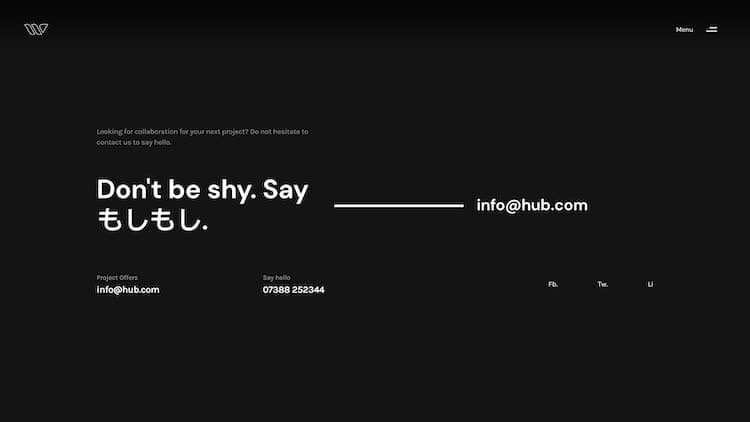 Menu
Looking for collaboration for your next project? Do not hesitate to
contact us to say hello.
Don't be shy. Say
もしもし.
info@hub.com
Project Offers
info@hub.com
Say hello
07388 252344
Fb.
Tw.
Li